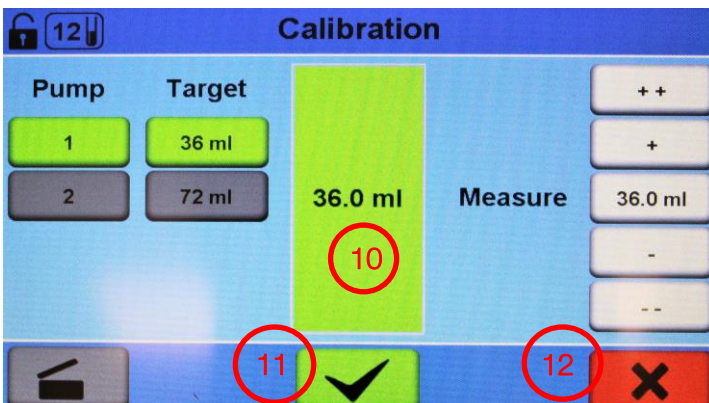 12 Calibration
Pump Target
1 36 ml
2 72 ml
36.0 ml
10
Measure
+ +
+
36.0 ml
-
- -
11
12